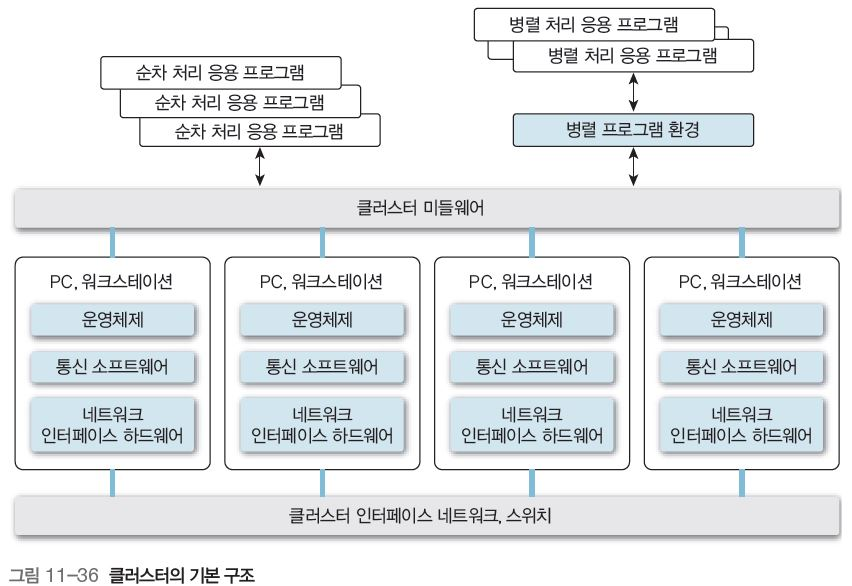 병렬 처리 응용 프로그램
병렬 처리 응용 프로그램
순차 처리 응용 프로그램
순차 처리 응용 프로그램
순차 처리 응용 프로그램
병렬 프로그램 환경
클러스터 미들웨어
PC, 워크스테이션
운영체제
통신 소프트웨어
네트워크
인터페이스 하드웨어
PC, 워크스테이션
운영체제
통신 소프트웨어
네트워크
인터페이스 하드웨어
PC, 워크스테이션
운영체제
통신 소프트웨어
네트워크
인터페이스 하드웨어
PC, 워크스테이션
운영체제
통신 소프트웨어
네트워크
인터페이스 하드웨어
클러스터 인터페이스 네트워크, 스위치
그림 11-36 클러스터의 기본 구조